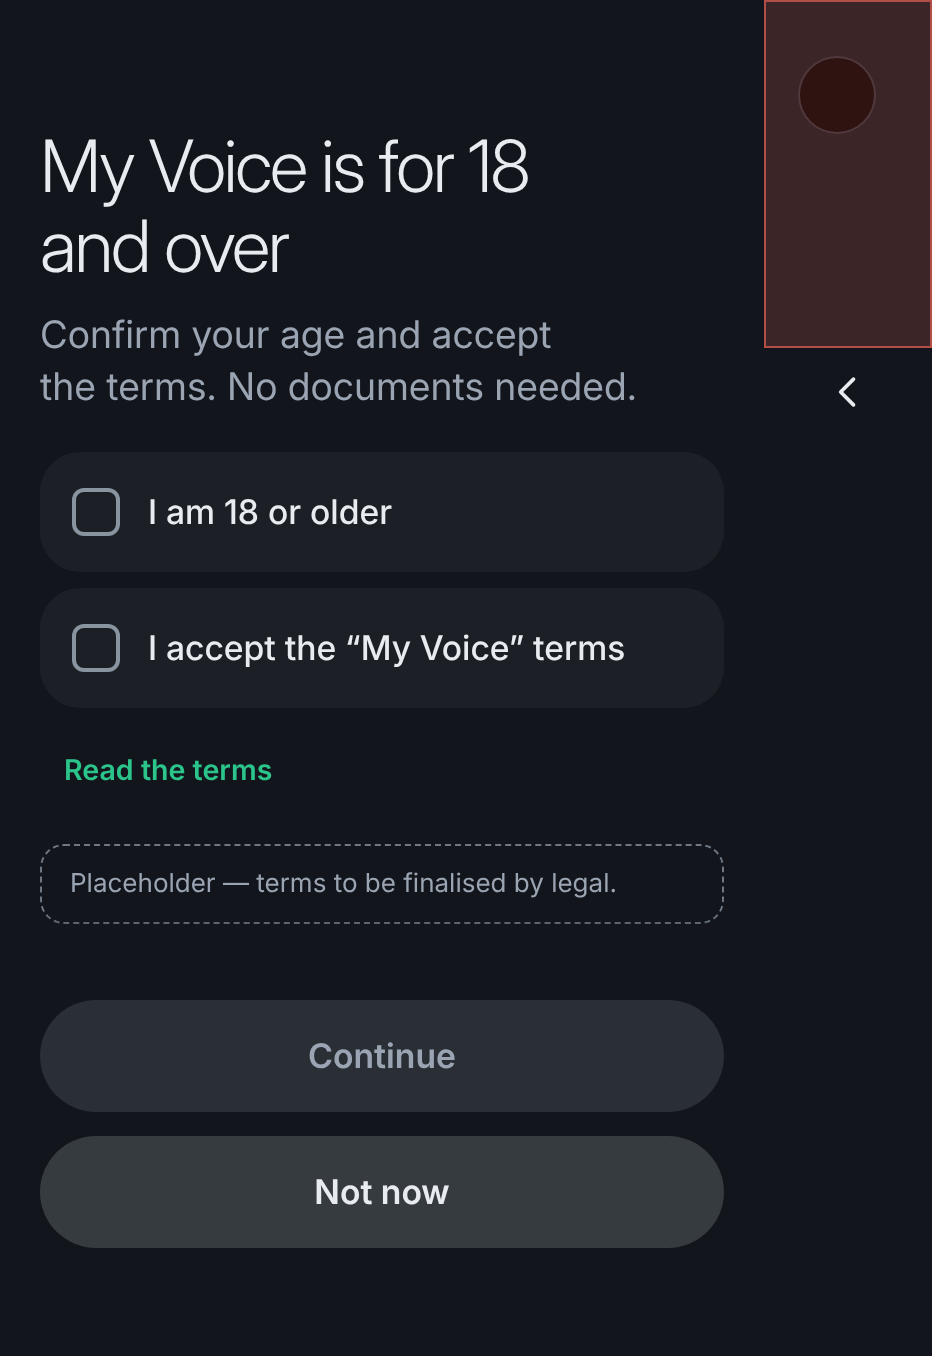 My Voice is for 18
and over
Confirm your age and accept
the terms. No documents needed.
I am 18 or older
I accept the “My Voice” terms
Read the terms
Placeholder — terms to be finalised by legal.
Continue
Not now